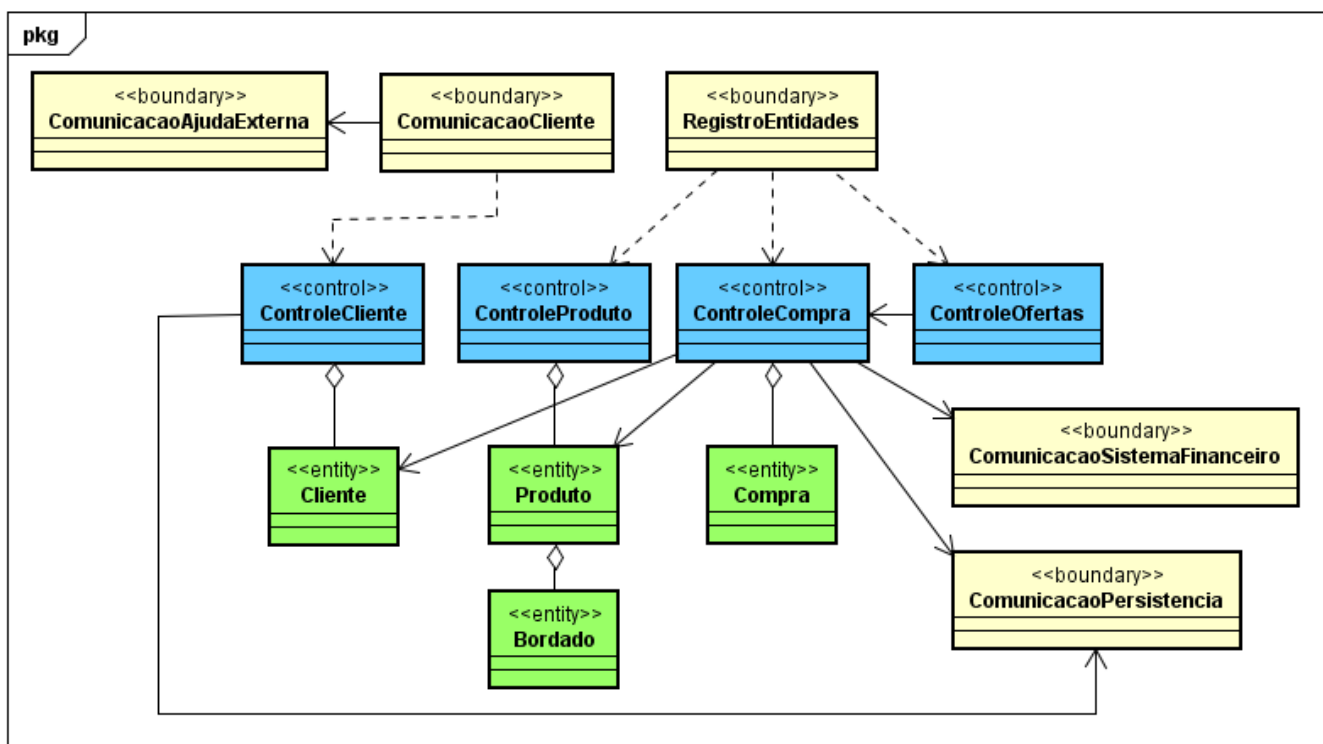 pkg
<<boundary>>
ComunicacaoAjudaExterna
<<boundary>>
ComunicacaoCliente
<<boundary>>
RegistroEntidades
<<control>>
ControleCliente
<<control>>
ControleProduto
<<control>>
ControleCompra
<<control>>
ControleOfertas
<<boundary>>
ComunicacaoSistemaFinanceiro
<<entity>>
Cliente
<<entity>>
Produto
<<entity>>
Compra
<<boundary>>
ComunicaçaoPersistencia
<<entity>>
Bordado